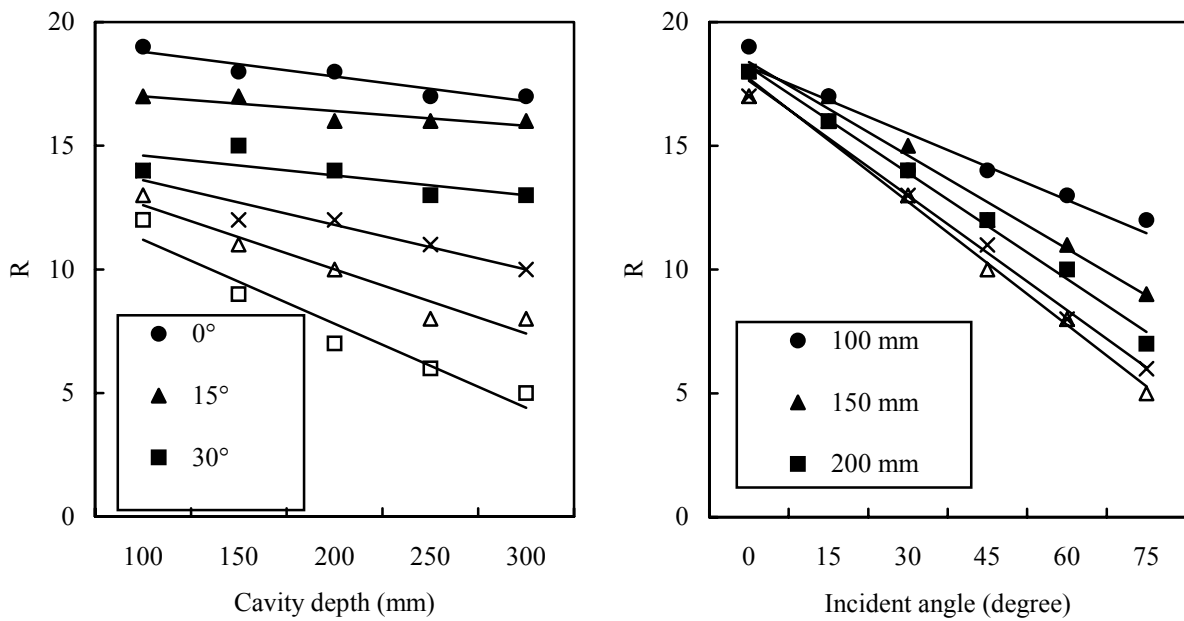 20
15
10
5
0
R
0°
15°
30°
100 150 200 250 300
Cavity depth (mm)
20
15
10
5
0
R
100 mm
150 mm
200 mm
0 15 30 45 60 75
Incident angle (degree)